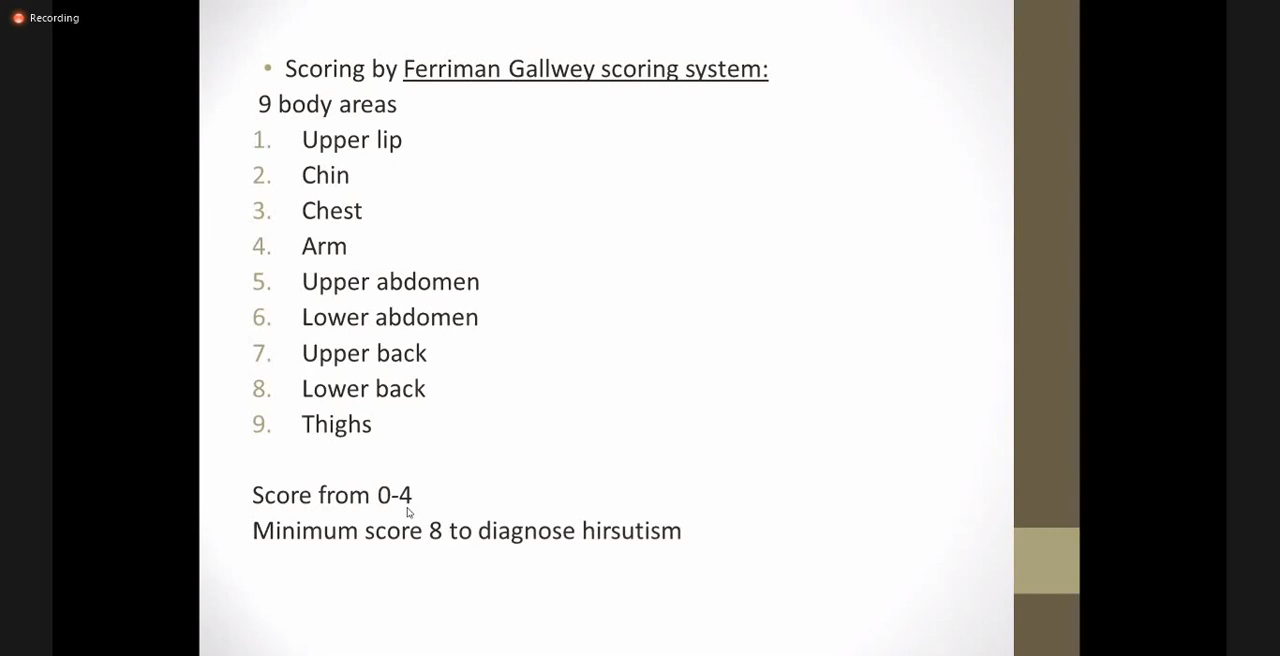 Recording
• Scoring by Ferriman Gallwey scoring system:
9 body areas
1. Upper lip
2. Chin
3. Chest
4. Arm
5. Upper abdomen
6. Lower abdomen
7. Upper back
8. Lower back
9. Thighs
Score from 0-4
Minimum score 8 to diagnose hirsutism